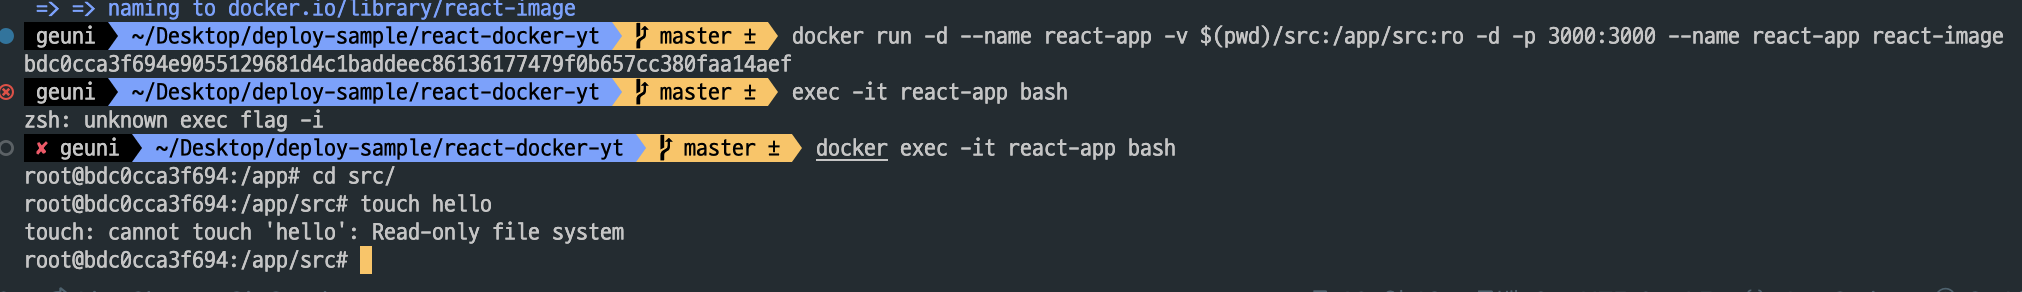 => => naming to docker.io/library/react-image
geuni ~/Desktop/deploy-sample/react-docker-yt master ± docker run -d --name react-app -v $(pwd)/src:/app/src:ro -d -p 3000:3000 --name react-app react-image
bdc0cca3f694e9055129681d4c1baddeec86136177479f0b657cc380faa14aef
geuni ~/Desktop/deploy-sample/react-docker-yt master ± exec -it react-app bash
zsh: unknown exec flag -i
✘ geuni ~/Desktop/deploy-sample/react-docker-yt master ± docker exec -it react-app bash
root@bdc0cca3f694:/app# cd src/
root@bdc0cca3f694:/app/src# touch hello
touch: cannot touch 'hello': Read-only file system
root@bdc0cca3f694:/app/src#